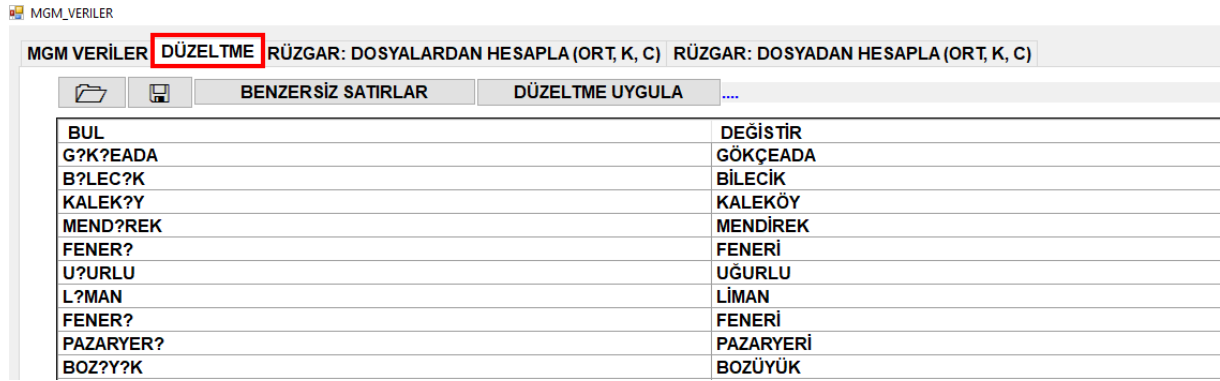 MGM_VERILER
MGM VERİLER DÜZELTME RÜZGAR: DOSYALARDAN HESAPLA (ORT, K, C) RÜZGAR: DOSYADAN HESAPLA (ORT, K, C)
BENZERSİZ SATIRLAR DÜZELTME UYGULA ....
BUL DEĞİSTİR
G?K?EADA GÖKÇEADA
B?LEC?K BİLECİK
KALEK?Y KALEKÖY
MEND?REK MENDİREK
FENER? FENERİ
U?URLU UĞURLU
L?MAN LİMAN
FENER? FENERİ
PAZARYER? PAZARYERİ
BOZ?Y?K BOZÜYÜK